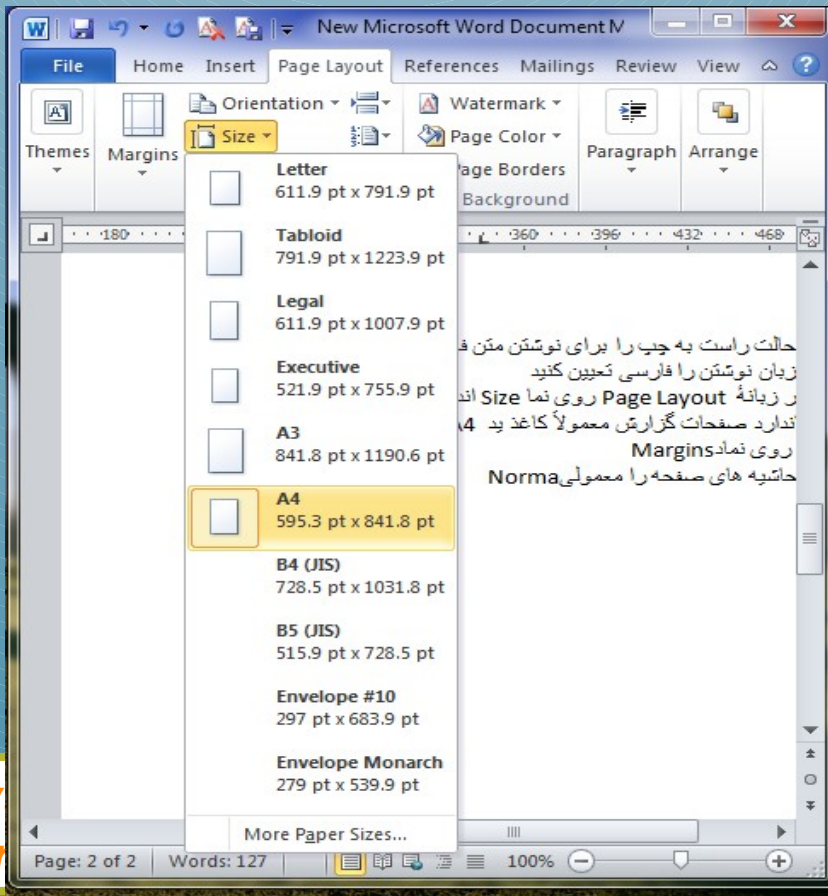 New Microsoft Word Document M
File Home Insert Page Layout References Mailings Review View
Orientation
Watermark
Size
Page Color
Themes
Margins
Page Borders
Paragraph
Arrange
Background
Letter
611.9 pt x 791.9 pt
Tabloid
791.9 pt x 1223.9 pt
Legal
611.9 pt x 1007.9 pt
Executive
521.9 pt x 755.9 pt
A3
841.8 pt x 1190.6 pt
A4
595.3 pt x 841.8 pt
B4 (JIS)
728.5 pt x 1031.8 pt
B5 (JIS)
515.9 pt x 728.5 pt
Envelope #10
297 pt x 683.9 pt
Envelope Monarch
279 pt x 539.9 pt
More Paper Sizes...
180 360 396 432 468
حالت راست به چپ را برای نوشتن متن
زبان نوشتن را فارسی تعیین کنید
ر زبانهٔ Page Layout روی نما Size
اندارد صفحات گزارش معمولاً کاغذ ید
روی نمادMargins
حاشیه های صفحه را معمولیNorma
Page: 2 of 2 Words: 127 100%